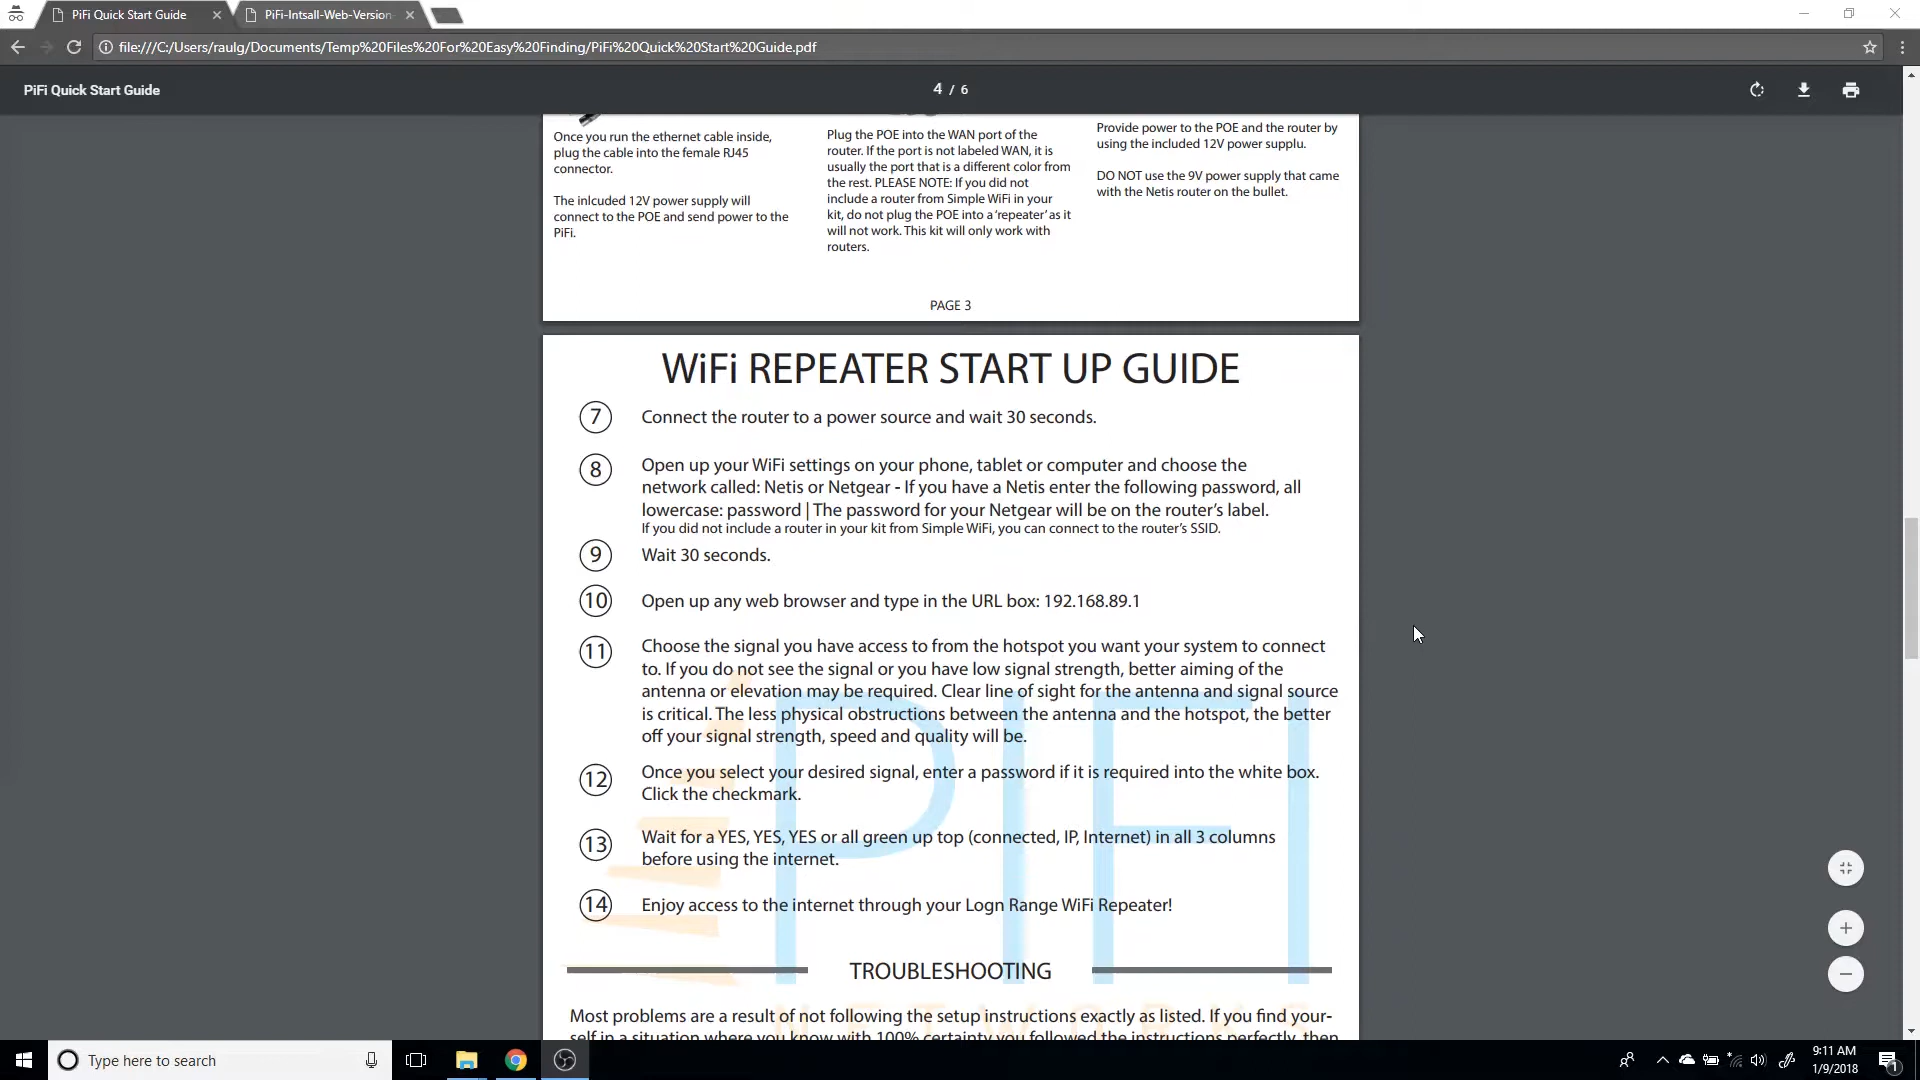 PiFi Quick Start Guide
PiFi-Intsall-Web-Version-
file:///C:/Users/raulg/Documents/Temp%20Files%20For%20Easy%20Finding/PiFi%20Quick%20Start%20Guide.pdf
PiFi Quick Start Guide
4 / 6
Once you run the ethernet cable inside,
plug the cable into the female RJ45
connector.
The inlcuded 12V power supply will
connect to the POE and send power to the
PiFi.
Plug the POE into the WAN port of the
router. If the port is not labeled WAN, it is
usually the port that is a different color from
the rest. PLEASE NOTE: If you did not
include a router from Simple WiFi in your
kit, do not plug the POE into a ‘repeater’ as it
will not work. This kit will only work with
routers.
Provide power to the POE and the router by
using the included 12V power supplu.
DO NOT use the 9V power supply that came
with the Netis router on the bullet.
PAGE 3
WiFi REPEATER START UP GUIDE
7 Connect the router to a power source and wait 30 seconds.
8 Open up your WiFi settings on your phone, tablet or computer and choose the
network called: Netis or Netgear - If you have a Netis enter the following password, all
lowercase: password | The password for your Netgear will be on the router’s label.
If you did not include a router in your kit from Simple WiFi, you can connect to the router’s SSID.
9 Wait 30 seconds.
10 Open up any web browser and type in the URL box: 192.168.89.1
11 Choose the signal you have access to from the hotspot you want your system to connect
to. If you do not see the signal or you have low signal strength, better aiming of the
antenna or elevation may be required. Clear line of sight for the antenna and signal source
is critical. The less physical obstructions between the antenna and the hotspot, the better
off your signal strength, speed and quality will be.
12 Once you select your desired signal, enter a password if it is required into the white box.
Click the checkmark.
13 Wait for a YES, YES, YES or all green up top (connected, IP, Internet) in all 3 columns
before using the internet.
14 Enjoy access to the internet through your Logn Range WiFi Repeater!
PIFI
NETWORKS
TROUBLESHOOTING
Most problems are a result of not following the setup instructions exactly as listed. If you find your-
self in a situation where you know with 100% certainty you followed the instructions perfectly, then
Type here to search
9:11 AM
1/9/2018
1